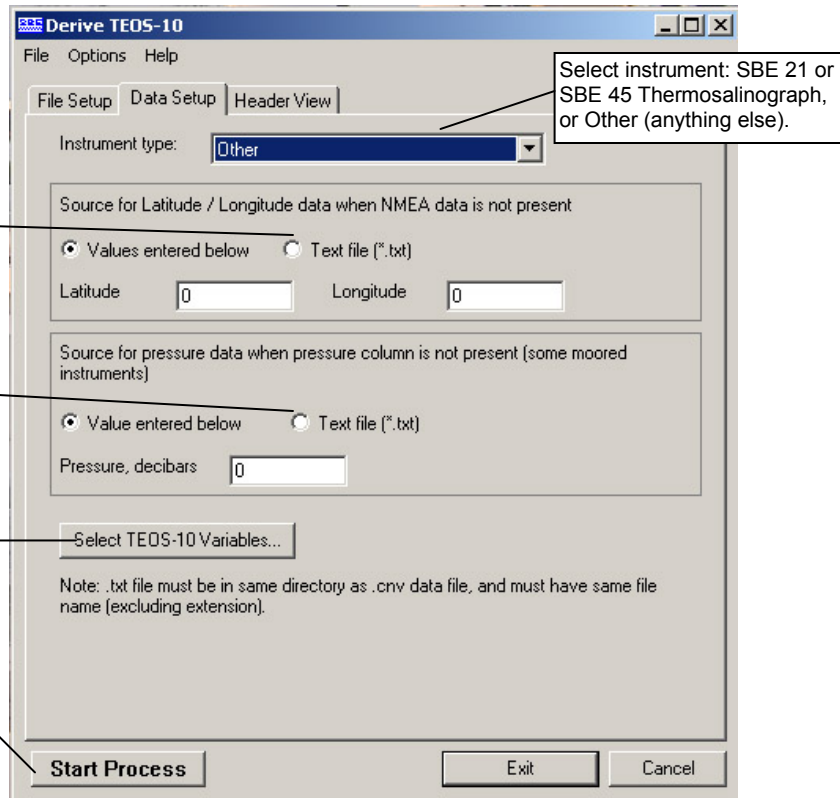 Derive TEOS-10
File Options Help
Select instrument: SBE 21 or
SBE 45 Thermosalinograph,
or Other (anything else).
File Setup Data Setup Header View
Instrument type: Other
Source for Latitude / Longitude data when NMEA data is not present
Values entered below Text file (*.txt)
Latitude 0 Longitude 0
Source for pressure data when pressure column is not present (some moored
instruments)
Value entered below Text file (*.txt)
Pressure, decibars 0
Select TEOS-10 Variables...
Note: .txt file must be in same directory as .cnv data file, and must have same file
name (excluding extension).
Start Process Exit Cancel